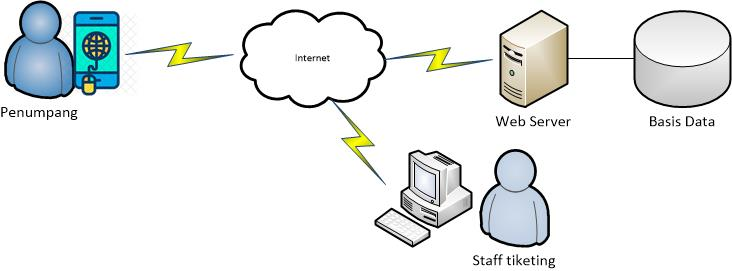 Internet
Penumpang
Web Server
Basis Data
Staff tiketing